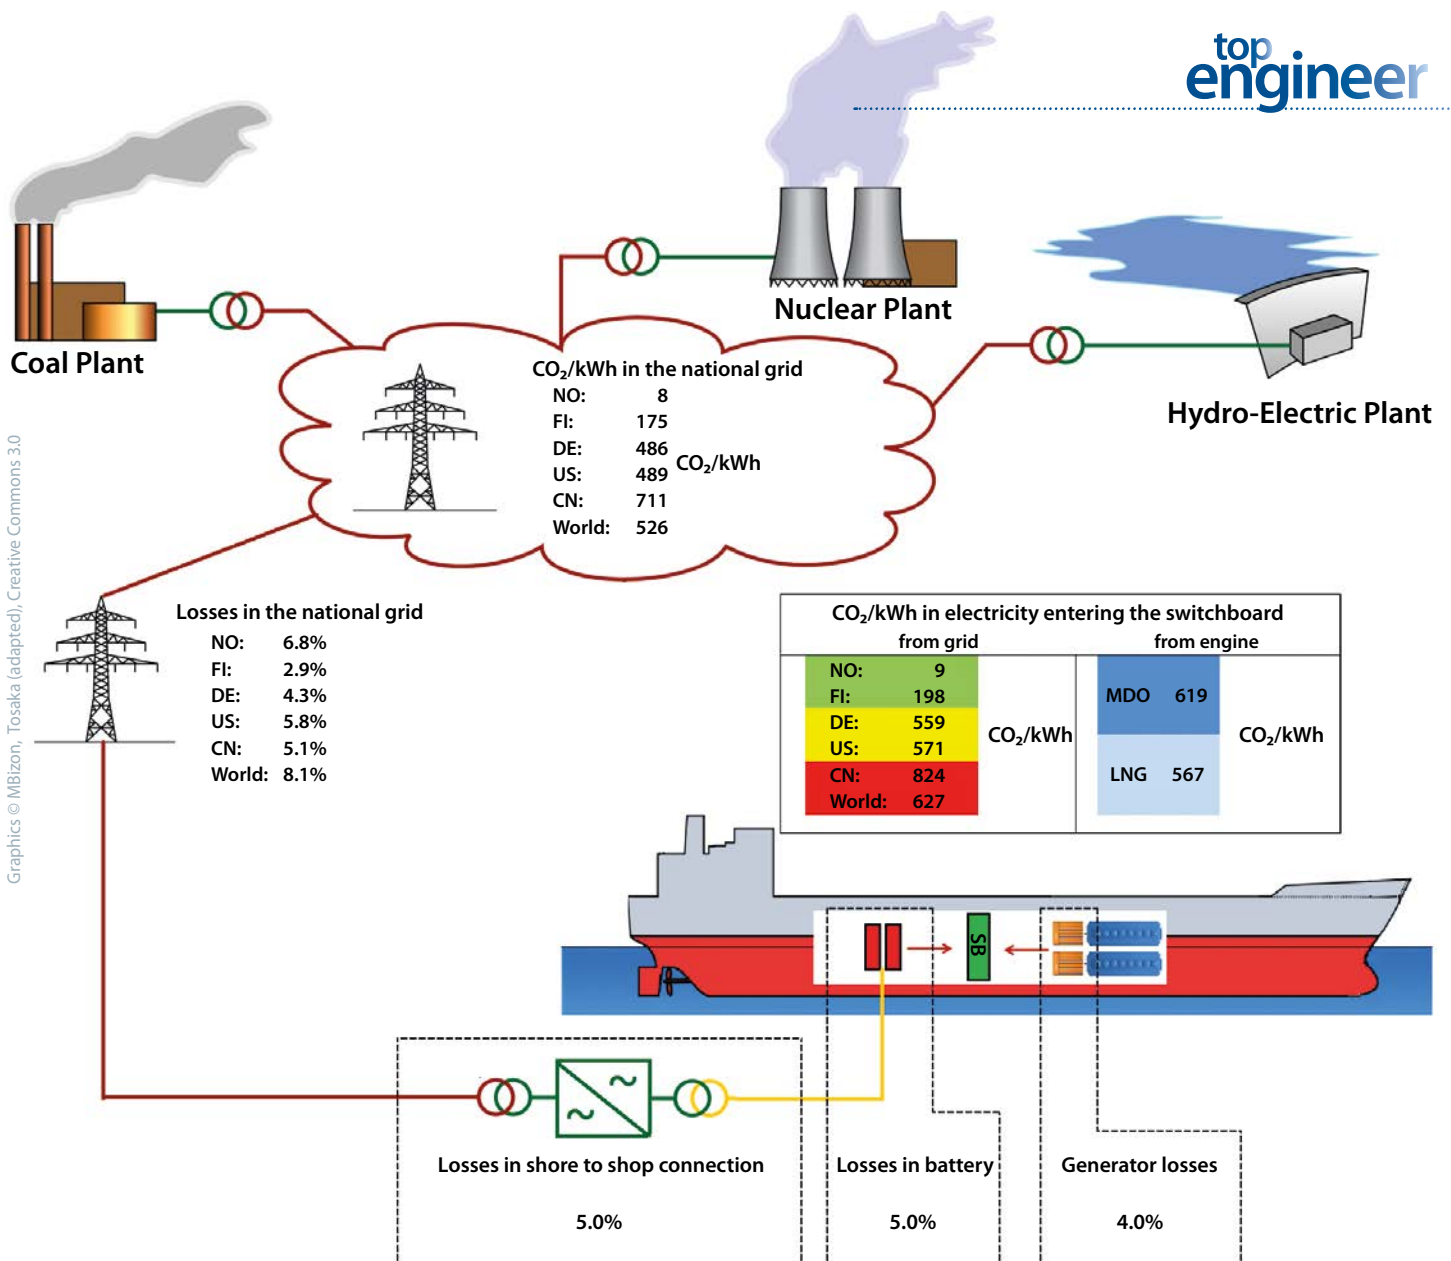 top
engineer
Coal Plant
Nuclear Plant
Hydro-Electric Plant
CO₂/kWh in the national grid
NO: 8
FI: 175
DE: 486
US: 489
CN: 711
World: 526
CO₂/kWh
Graphics © MBizon, Tosaka (adapted), Creative Commons 3.0
Losses in the national grid
NO: 6.8%
FI: 2.9%
DE: 4.3%
US: 5.8%
CN: 5.1%
World: 8.1%
CO₂/kWh in electricity entering the switchboard
from grid
NO: 9
FI: 198
DE: 559
US: 571
CN: 824
World: 627
CO₂/kWh
from engine
MDO 619
LNG 567
CO₂/kWh
SB
Losses in shore to shop connection
5.0%
Losses in battery
5.0%
Generator losses
4.0%